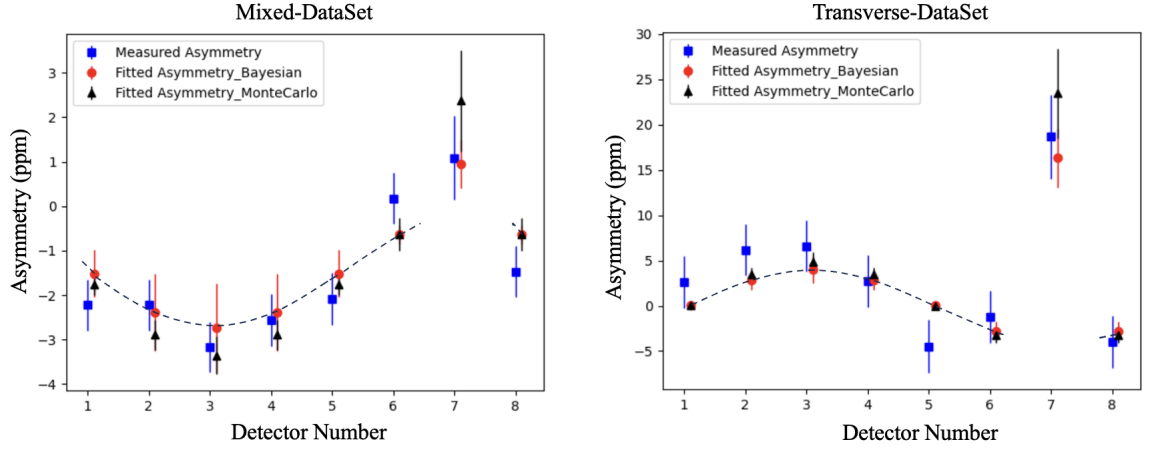 Mixed-DataSet
Measured Asymmetry
Fitted Asymmetry_Bayesian
Fitted Asymmetry_MonteCarlo
Asymmetry (ppm)
3
2
1
0
−1
−2
−3
−4
1 2 3 4 5 6 7 8
Detector Number
Transverse-DataSet
Measured Asymmetry
Fitted Asymmetry_Bayesian
Fitted Asymmetry_MonteCarlo
Asymmetry (ppm)
30
25
20
15
10
5
0
−5
1 2 3 4 5 6 7 8
Detector Number